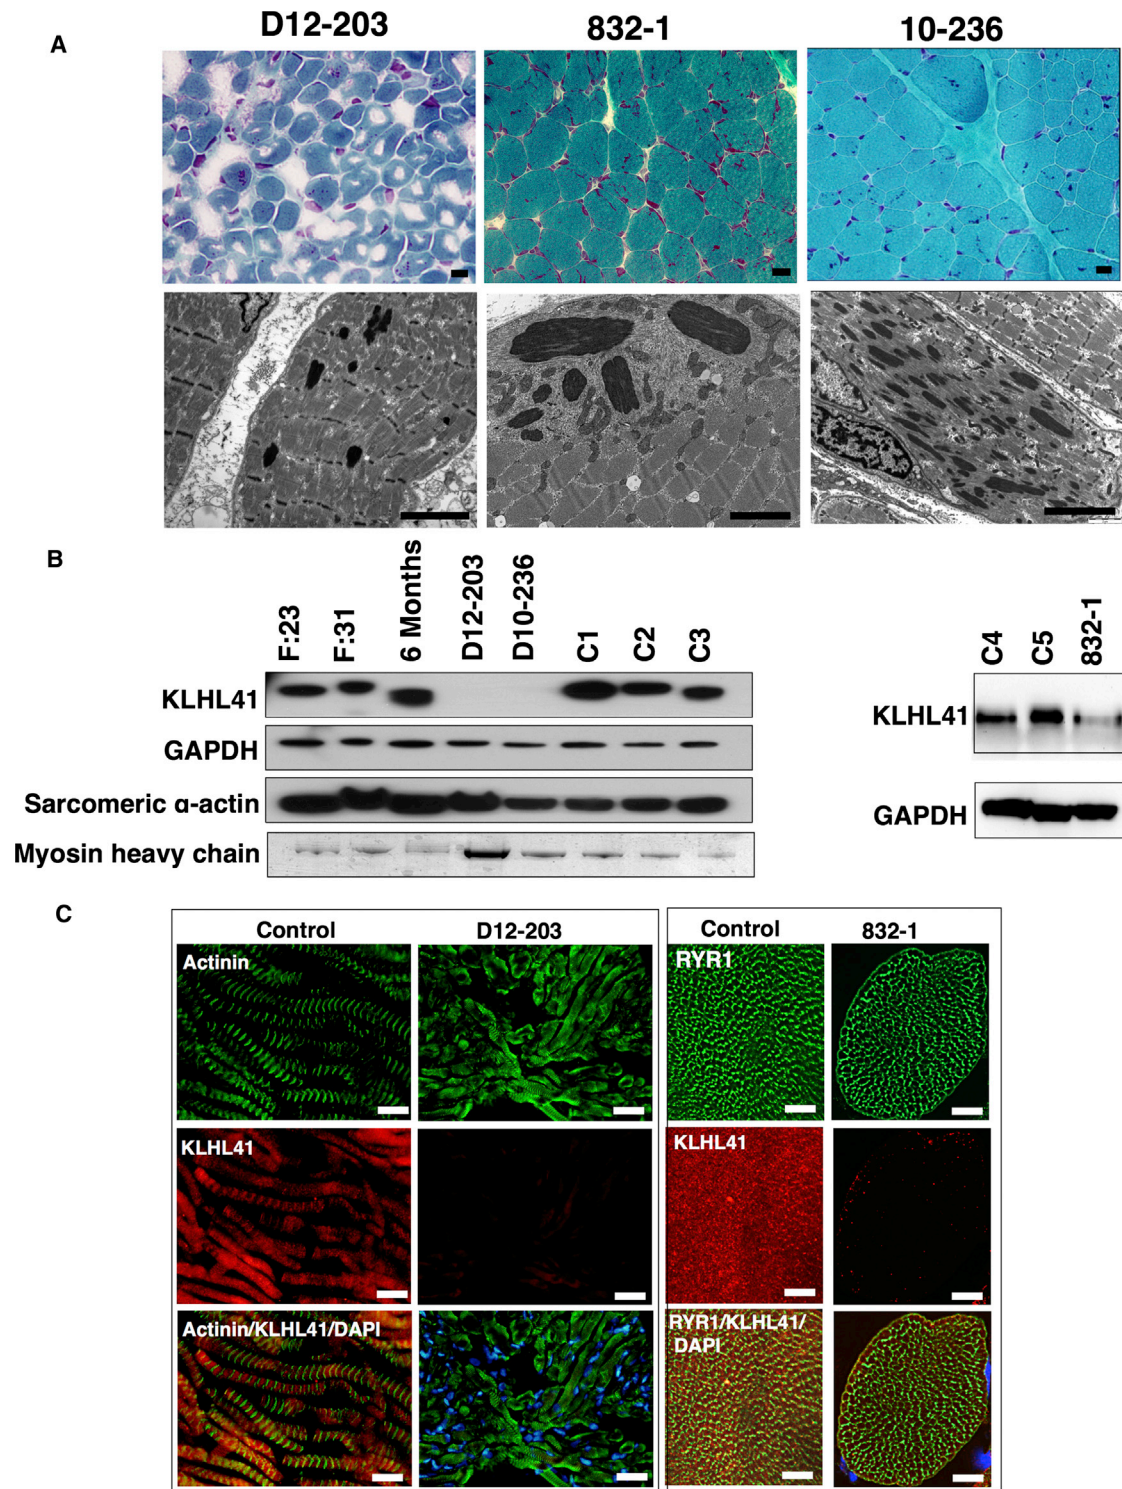 A
D12-203 832-1 10-236
B
F:23 F:31 6 Months D12-203 D10-236 C1 C2 C3
KLHL41
GAPDH
Sarcomeric α-actin
Myosin heavy chain
C4 C5 832-1
KLHL41
GAPDH
C
Control D12-203
Actinin
KLHL41
Actinin/KLHL41/DAPI
Control 832-1
RYR1
KLHL41
RYR1/KLHL41/
DAPI